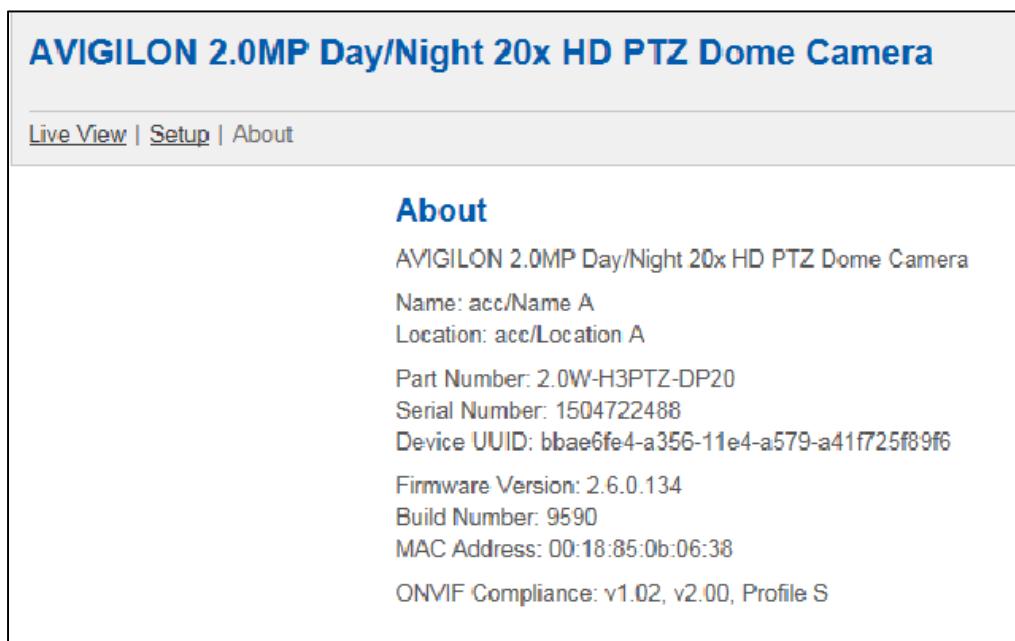 AVIGILON 2.0MP Day/Night 20x HD PTZ Dome Camera
Live View | Setup | About
About
AVIGILON 2.0MP Day/Night 20x HD PTZ Dome Camera
Name: acc/Name A
Location: acc/Location A
Part Number: 2.0W-H3PTZ-DP20
Serial Number: 1504722488
Device UUID: bbae6fe4-a356-11e4-a579-a41f725f89f6
Firmware Version: 2.6.0.134
Build Number: 9590
MAC Address: 00:18:85:0b:06:38
ONVIF Compliance: v1.02, v2.00, Profile S